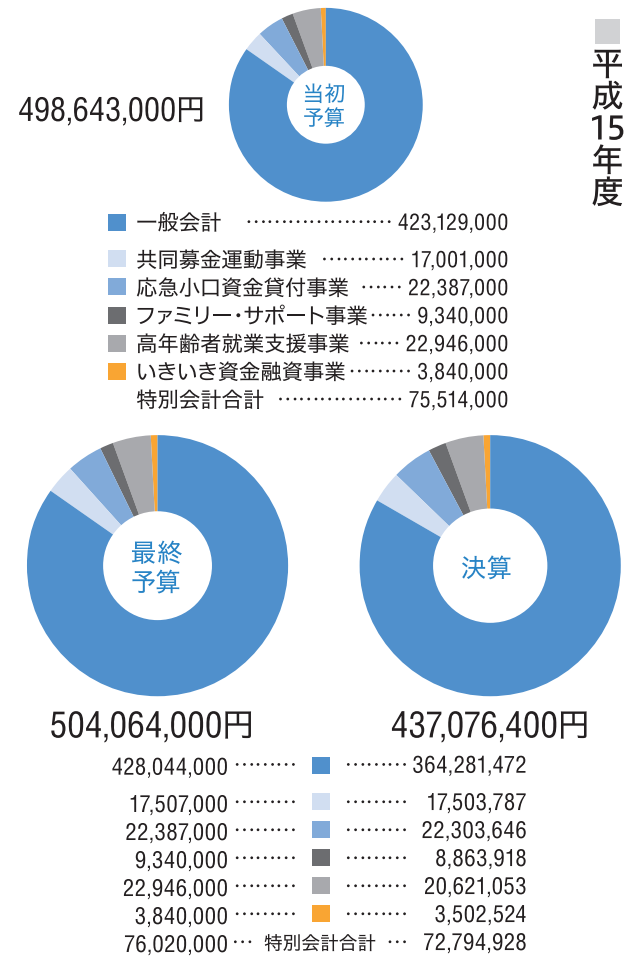 ■平成15年度
当初
予算
498,643,000円
一般会計 ………………… 423,129,000
共同募金運動事業 ………… 17,001,000
応急小口資金貸付事業 …… 22,387,000
ファミリー・サポート事業 …… 9,340,000
高年齢者就業支援事業 …… 22,946,000
いきいき資金融資事業 ……… 3,840,000
特別会計合計 ……………… 75,514,000
最終
予算
504,064,000円
決算
437,076,400円
428,044,000 ……… ……… 364,281,472
17,507,000 ……… ……… 17,503,787
22,387,000 ……… ……… 22,303,646
9,340,000 ……… ……… 8,863,918
22,946,000 ……… ……… 20,621,053
3,840,000 ……… ……… 3,502,524
76,020,000 … 特別会計合計 … 72,794,928